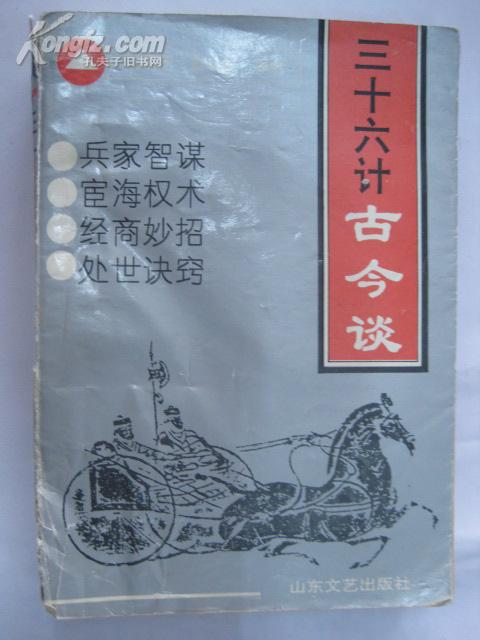 Kongfz.com
孔夫子旧书网
三十六计
古今谈
兵家智谋
宦海权术
经商妙招
处世诀窍
山东文艺出版社